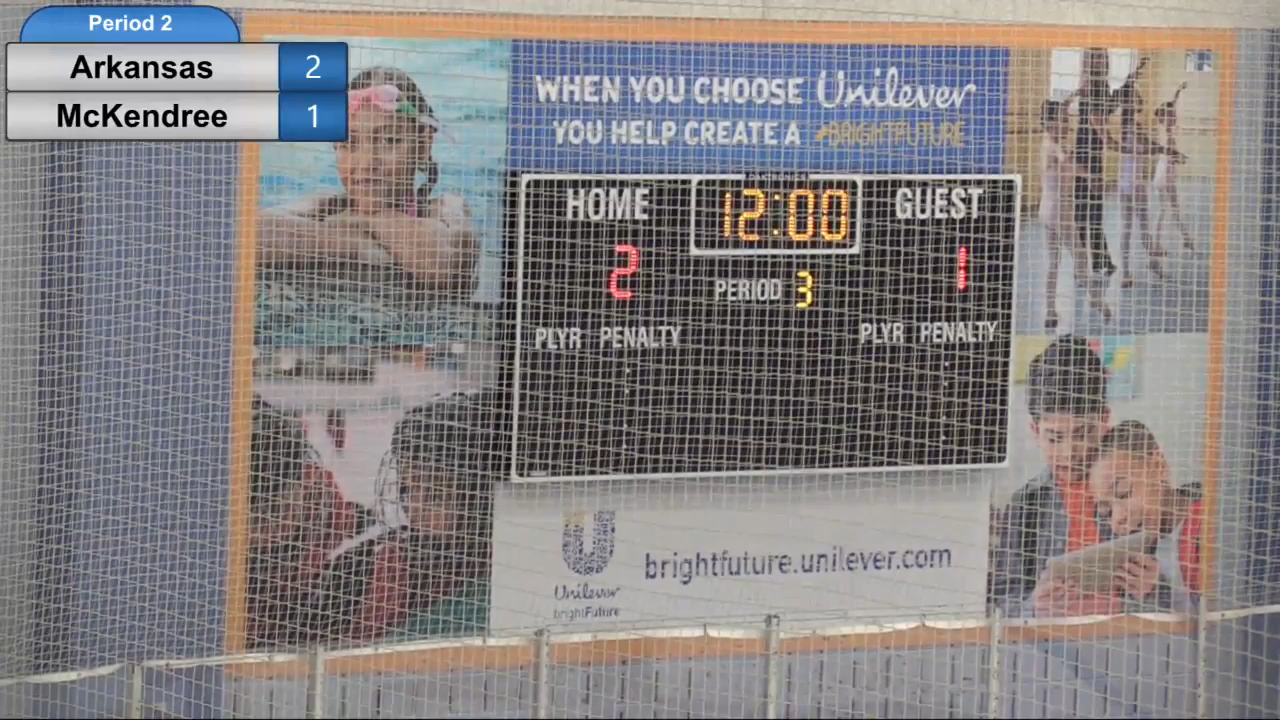 Period 2
Arkansas 2
McKendree 1
WHEN YOU CHOOSE Unilever
YOU HELP CREATE A #BRIGHTFUTURE
HOME 12:00 GUEST
2 PERIOD 3 1
PLYR PENALTY PLYR PENALTY
U
Unilever
brightFuture
brightfuture.unilever.com